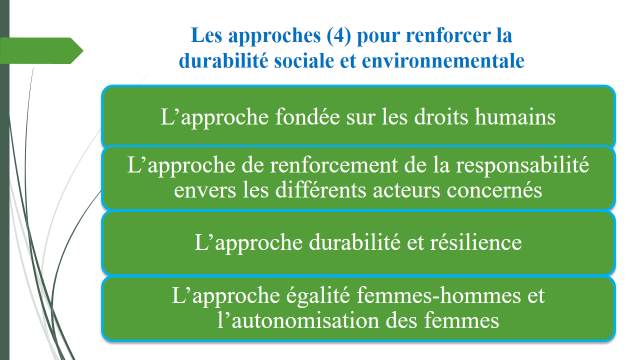 Les approches (4) pour renforcer la
durabilité sociale et environnementale
L’approche fondée sur les droits humains
L’approche de renforcement de la responsabilité
envers les différents acteurs concernés
L’approche durabilité et résilience
L’approche égalité femmes-hommes et
l’autonomisation des femmes